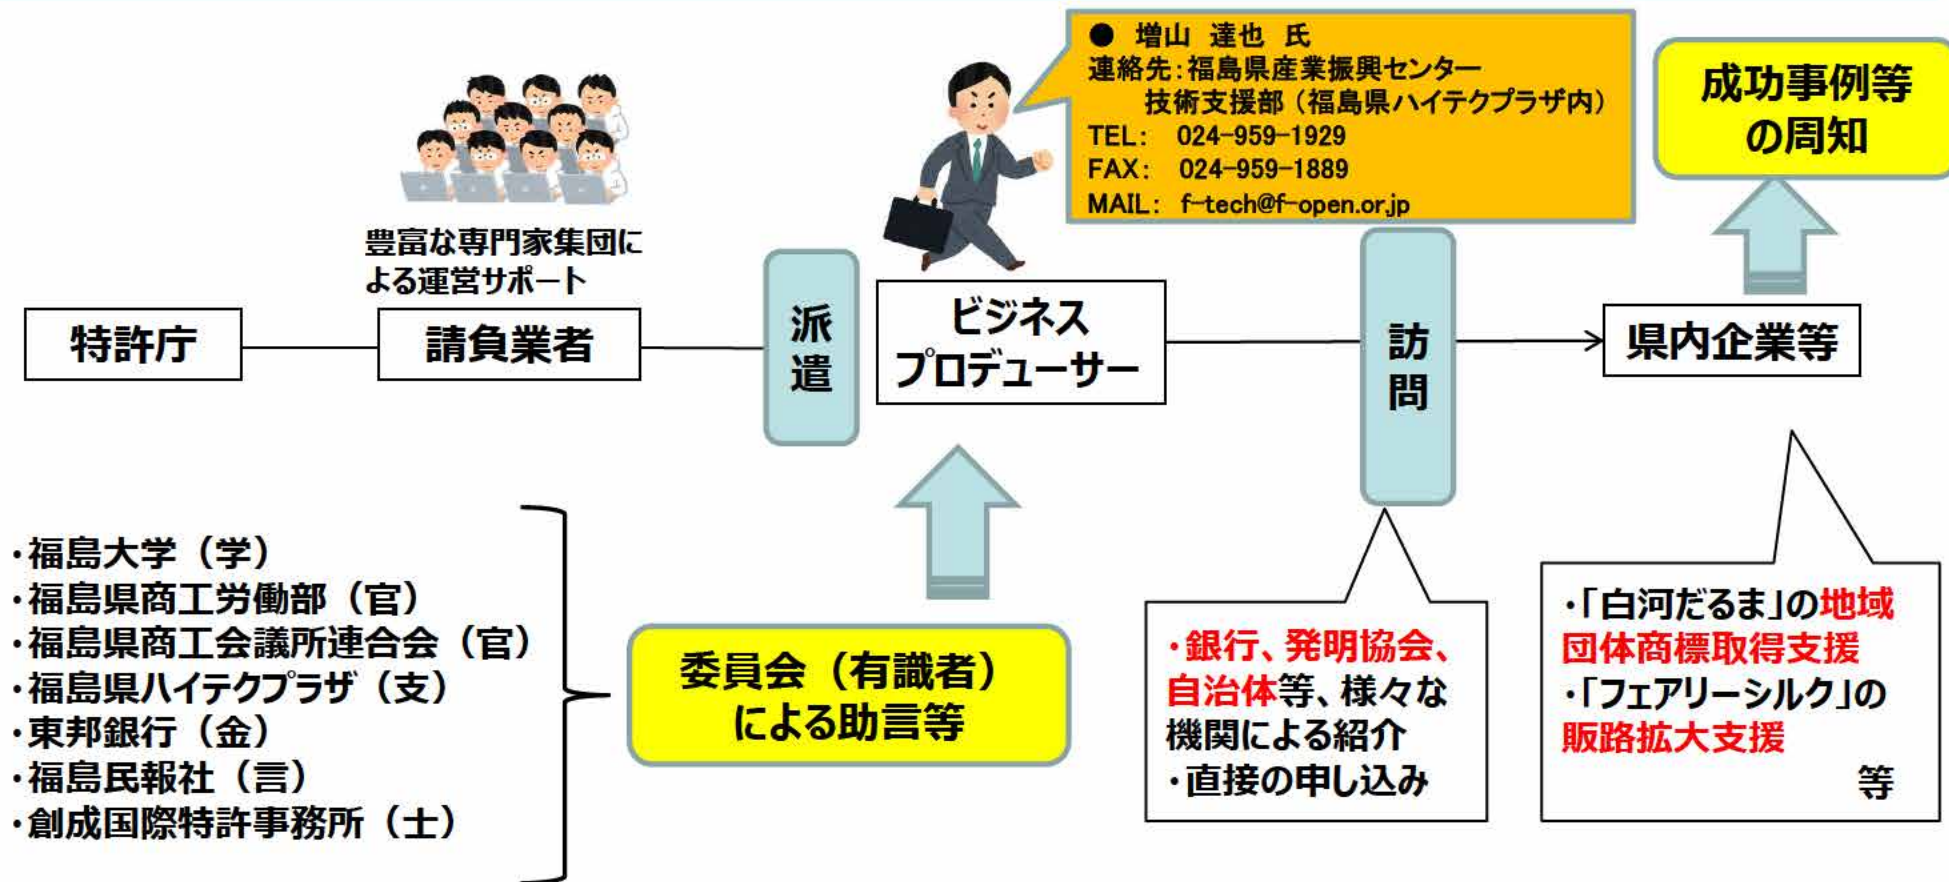 ● 増山 達也 氏
連絡先：福島県産業振興センター
技術支援部（福島県ハイテクプラザ内）
TEL： 024-959-1929
FAX： 024-959-1889
MAIL： f-tech@f-open.or.jp
成功事例等
の周知
豊富な専門家集団に
よる運営サポート
特許庁
請負業者
派
遣
ビジネス
プロデューサー
訪
問
県内企業等
・福島大学（学）
・福島県商工労働部（官）
・福島県商工会議所連合会（官）
・福島県ハイテクプラザ（支）
・東邦銀行（金）
・福島民報社（言）
・創成国際特許事務所（士）
委員会（有識者）
による助言等
・銀行、発明協会、
自治体等、様々な
機関による紹介
・直接の申し込み
・「白河だるま」の地域
団体商標取得支援
・「フェアリーシルク」の
販路拡大支援
等